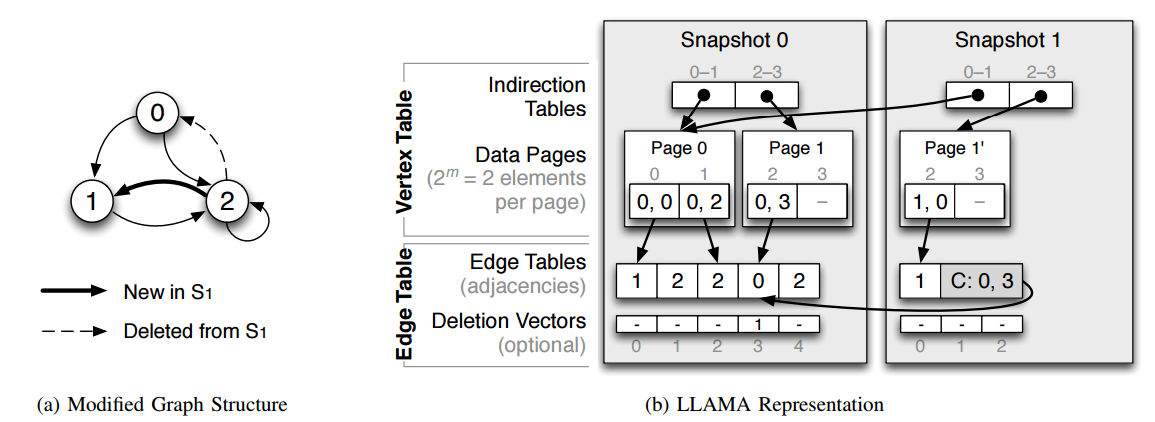 0
1
2
New in S1
Deleted from S1
(a) Modified Graph Structure
Vertex Table
Edge Table
Indirection
Tables
Data Pages
(2^m = 2 elements
per page)
Edge Tables
(adjacencies)
Deletion Vectors
(optional)
Snapshot 0
0–1 2–3
Page 0
0 1
0, 0 0, 2
Page 1
2 3
0, 3 –
1 2 2 0 2
- - - 1 -
0 1 2 3 4
Snapshot 1
0–1 2–3
Page 1'
2 3
1, 0 –
1 C: 0, 3
- - -
0 1 2
(b) LLAMA Representation